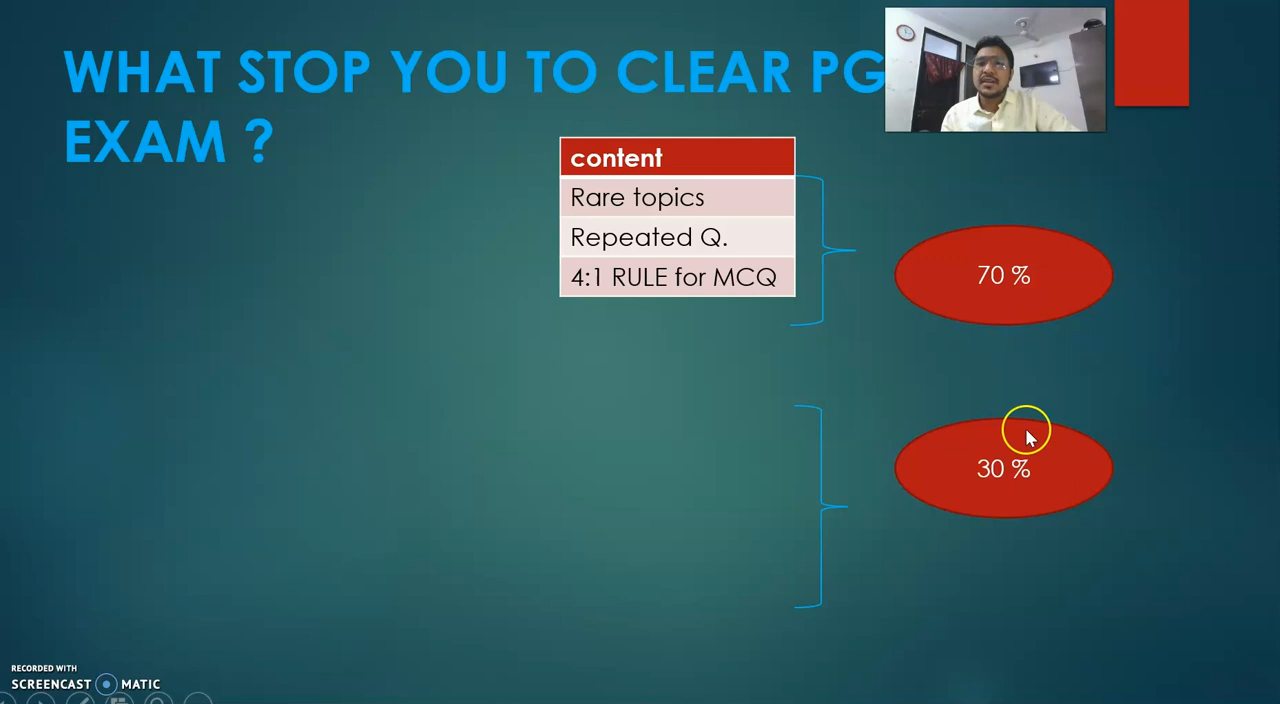 WHAT STOP YOU TO CLEAR PG
EXAM ?
content
Rare topics
Repeated Q.
4:1 RULE for MCQ
70 %
30 %
RECORDED WITH
SCREENCAST MATIC